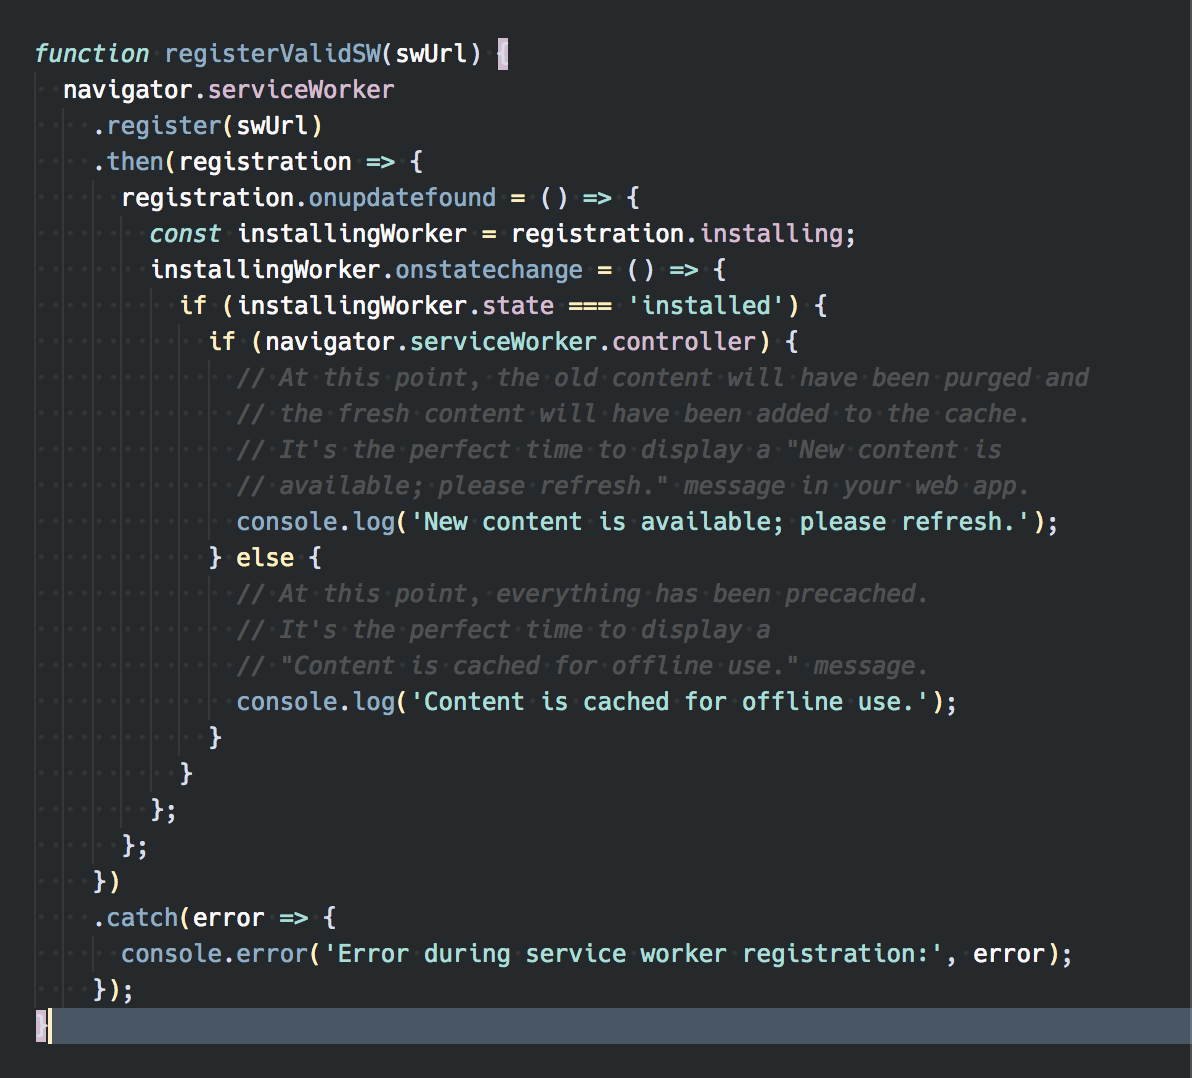 function registerValidSW(swUrl) {
  navigator.serviceWorker
    .register(swUrl)
    .then(registration => {
      registration.onupdatefound = () => {
        const installingWorker = registration.installing;
        installingWorker.onstatechange = () => {
          if (installingWorker.state === 'installed') {
            if (navigator.serviceWorker.controller) {
              // At this point, the old content will have been purged and
              // the fresh content will have been added to the cache.
              // It's the perfect time to display a "New content is
              // available; please refresh." message in your web app.
              console.log('New content is available; please refresh.');
            } else {
              // At this point, everything has been precached.
              // It's the perfect time to display a
              // "Content is cached for offline use." message.
              console.log('Content is cached for offline use.');
            }
          }
        };
      };
    })
    .catch(error => {
      console.error('Error during service worker registration:', error);
    });
}